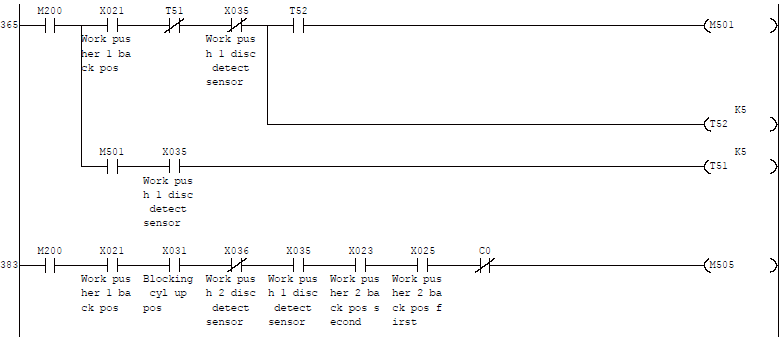 M200 X021 T51 X035 T52
365 (M501 )
Work pus Work pus
her 1 ba h 1 disc
ck pos detect
sensor
K5
(T52 )
M501 X035 K5
(T51 )
Work pus
h 1 disc
detect
sensor
M200 X021 X031 X036 X035 X023 X025 C0
383 (M505 )
Work pus Blocking Work pus Work pus Work pus Work pus
her 1 ba cyl up h 2 disc h 1 disc her 2 ba her 2 ba
ck pos pos detect detect ck pos s ck pos f
sensor sensor econd irst